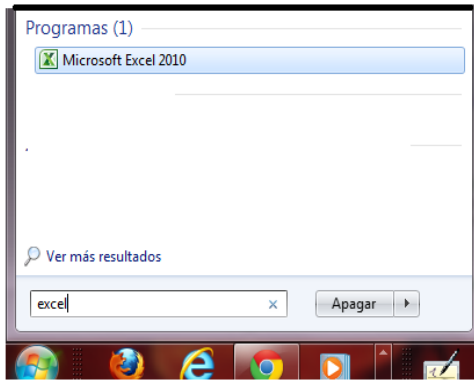 Programas (1)
Microsoft Excel 2010
Ver más resultados
excel
Apagar